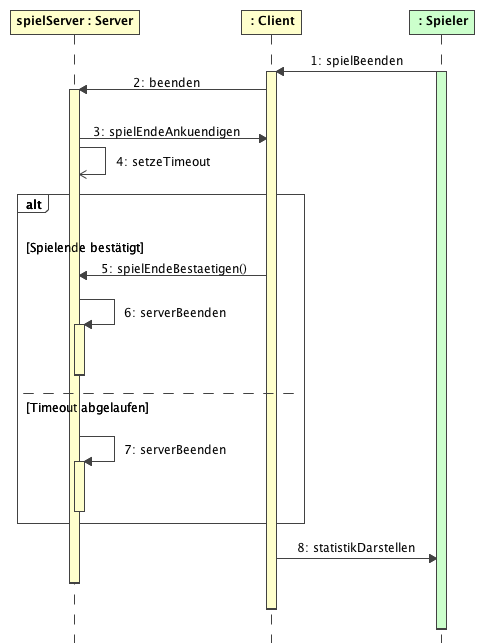 spielServer : Server
: Client
: Spieler
1: spielBeenden
2: beenden
3: spielEndeAnkuendigen
4: setzeTimeout
alt
[Spielende bestätigt]
5: spielEndeBestaetigen()
6: serverBeenden
[Timeout abgelaufen]
7: serverBeenden
8: statistikDarstellen